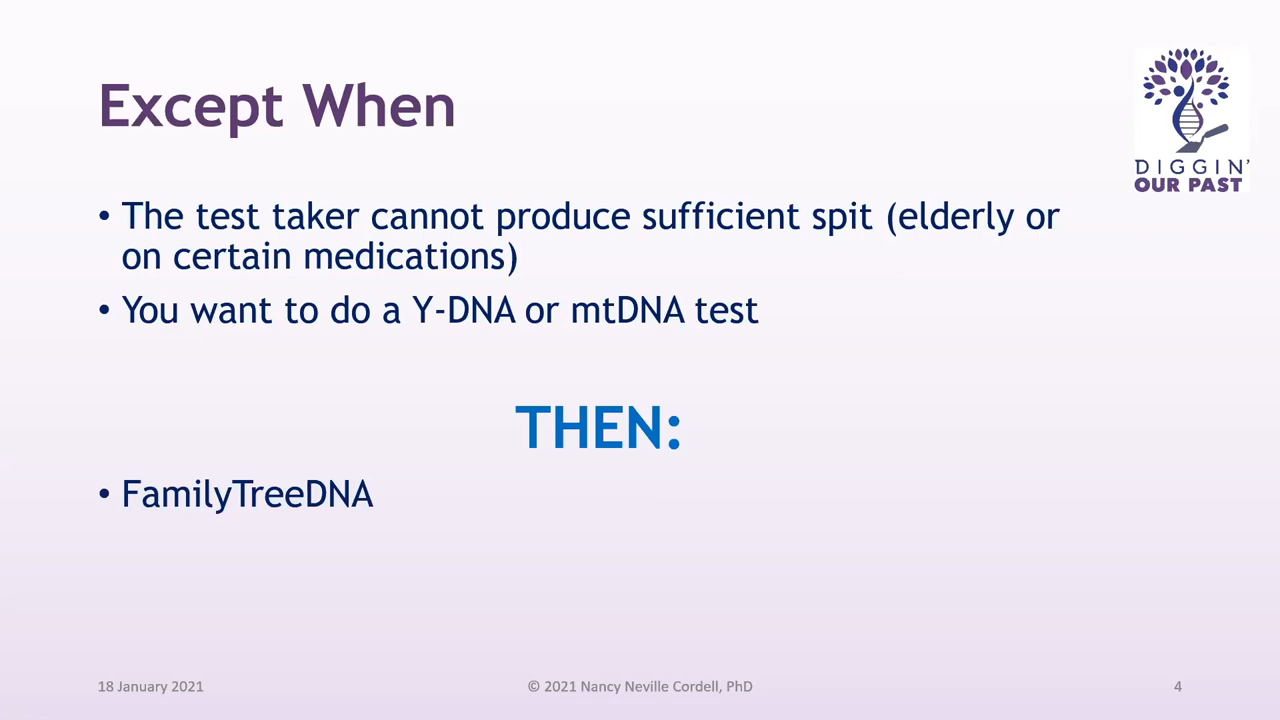 Except When
DIGGIN'
OUR PAST
• The test taker cannot produce sufficient spit (elderly or
on certain medications)
• You want to do a Y-DNA or mtDNA test
THEN:
• FamilyTreeDNA
18 January 2021
© 2021 Nancy Neville Cordell, PhD
4